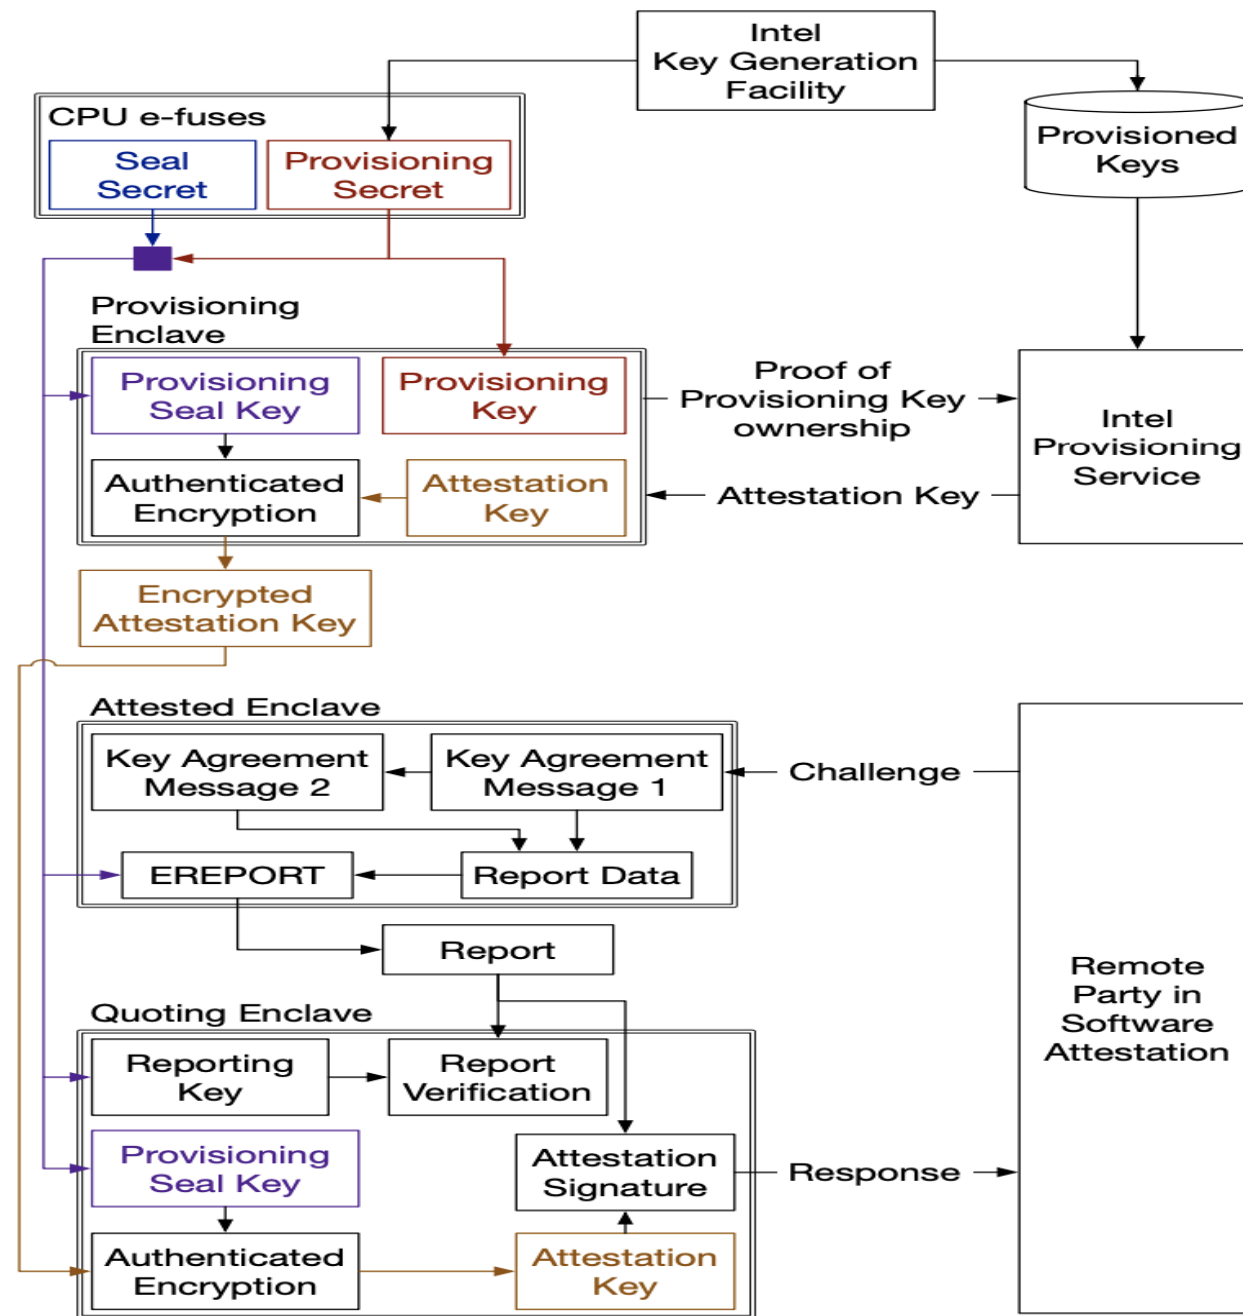 Intel
Key Generation
Facility
CPU e-fuses
Seal
Secret
Provisioning
Secret
Provisioned
Keys
Provisioning
Enclave
Provisioning
Seal Key
Provisioning
Key
Proof of
Provisioning Key
ownership
Intel
Provisioning
Service
Authenticated
Encryption
Attestation
Key
Attestation Key
Encrypted
Attestation Key
Attested Enclave
Key Agreement
Message 2
Key Agreement
Message 1
Challenge
EREPORT
Report Data
Report
Remote
Party in
Software
Attestation
Quoting Enclave
Reporting
Key
Report
Verification
Provisioning
Seal Key
Attestation
Signature
Response
Authenticated
Encryption
Attestation
Key